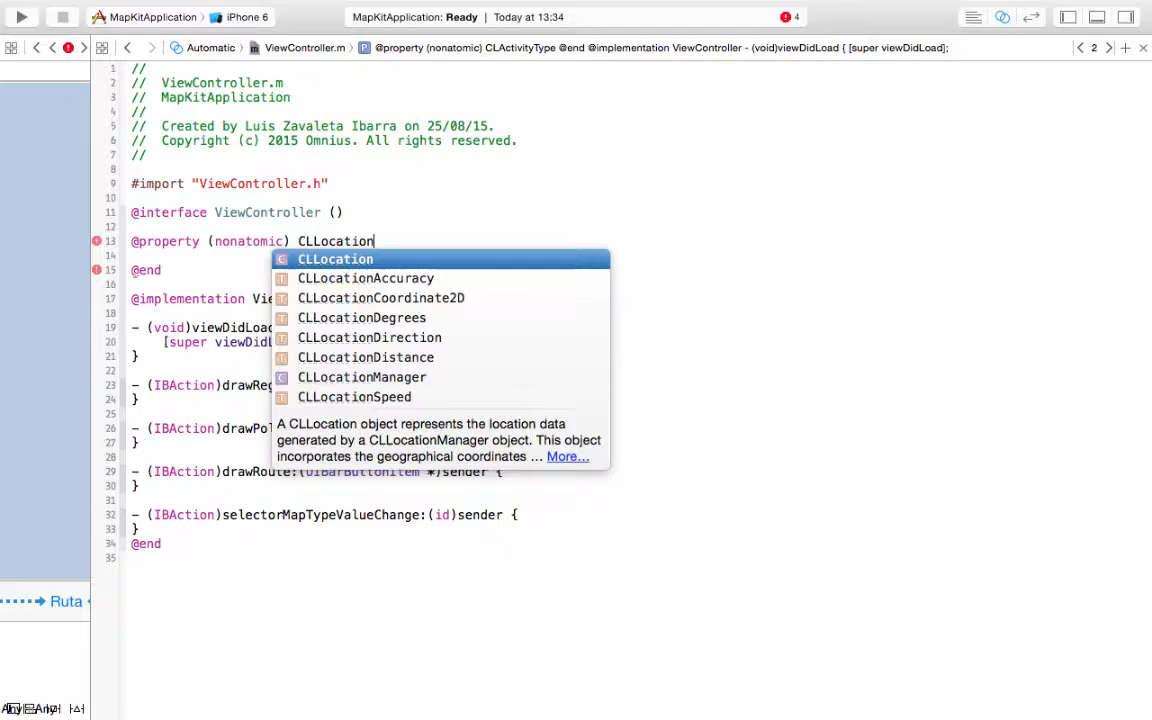 MapKitApplication iPhone 6 MapKitApplication: Ready | Today at 13:34 4
Automatic ViewController.m P @property (nonatomic) CLActivityType @end @implementation ViewController - (void)viewDidLoad { [super viewDidLoad]; 2
1 //
2 // ViewController.m
3 // MapKitApplication
4 //
5 // Created by Luis Zavaleta Ibarra on 25/08/15.
6 // Copyright (c) 2015 Omnius. All rights reserved.
7 //
8
9 #import "ViewController.h"
10
11 @interface ViewController ()
12
13 @property (nonatomic) CLLocation
14
C CLLocation
15 @end
T CLLocationAccuracy
16
17 @implementation Vie
T CLLocationCoordinate2D
18
T CLLocationDegrees
19 - (void)viewDidLoad
T CLLocationDirection
20 [super viewDidL
21 }
T CLLocationDistance
22
C CLLocationManager
23 - (IBAction)drawReg
T CLLocationSpeed
24 }
25
A CLLocation object represents the location data
26 - (IBAction)drawPol
generated by a CLLocationManager object. This object
27 }
incorporates the geographical coordinates ... More...
28
29 - (IBAction)drawRoute:(UIBarButtonItem *)sender {
30 }
31
32 - (IBAction)selectorMapTypeValueChange:(id)sender {
33 }
34 @end
35
Ruta